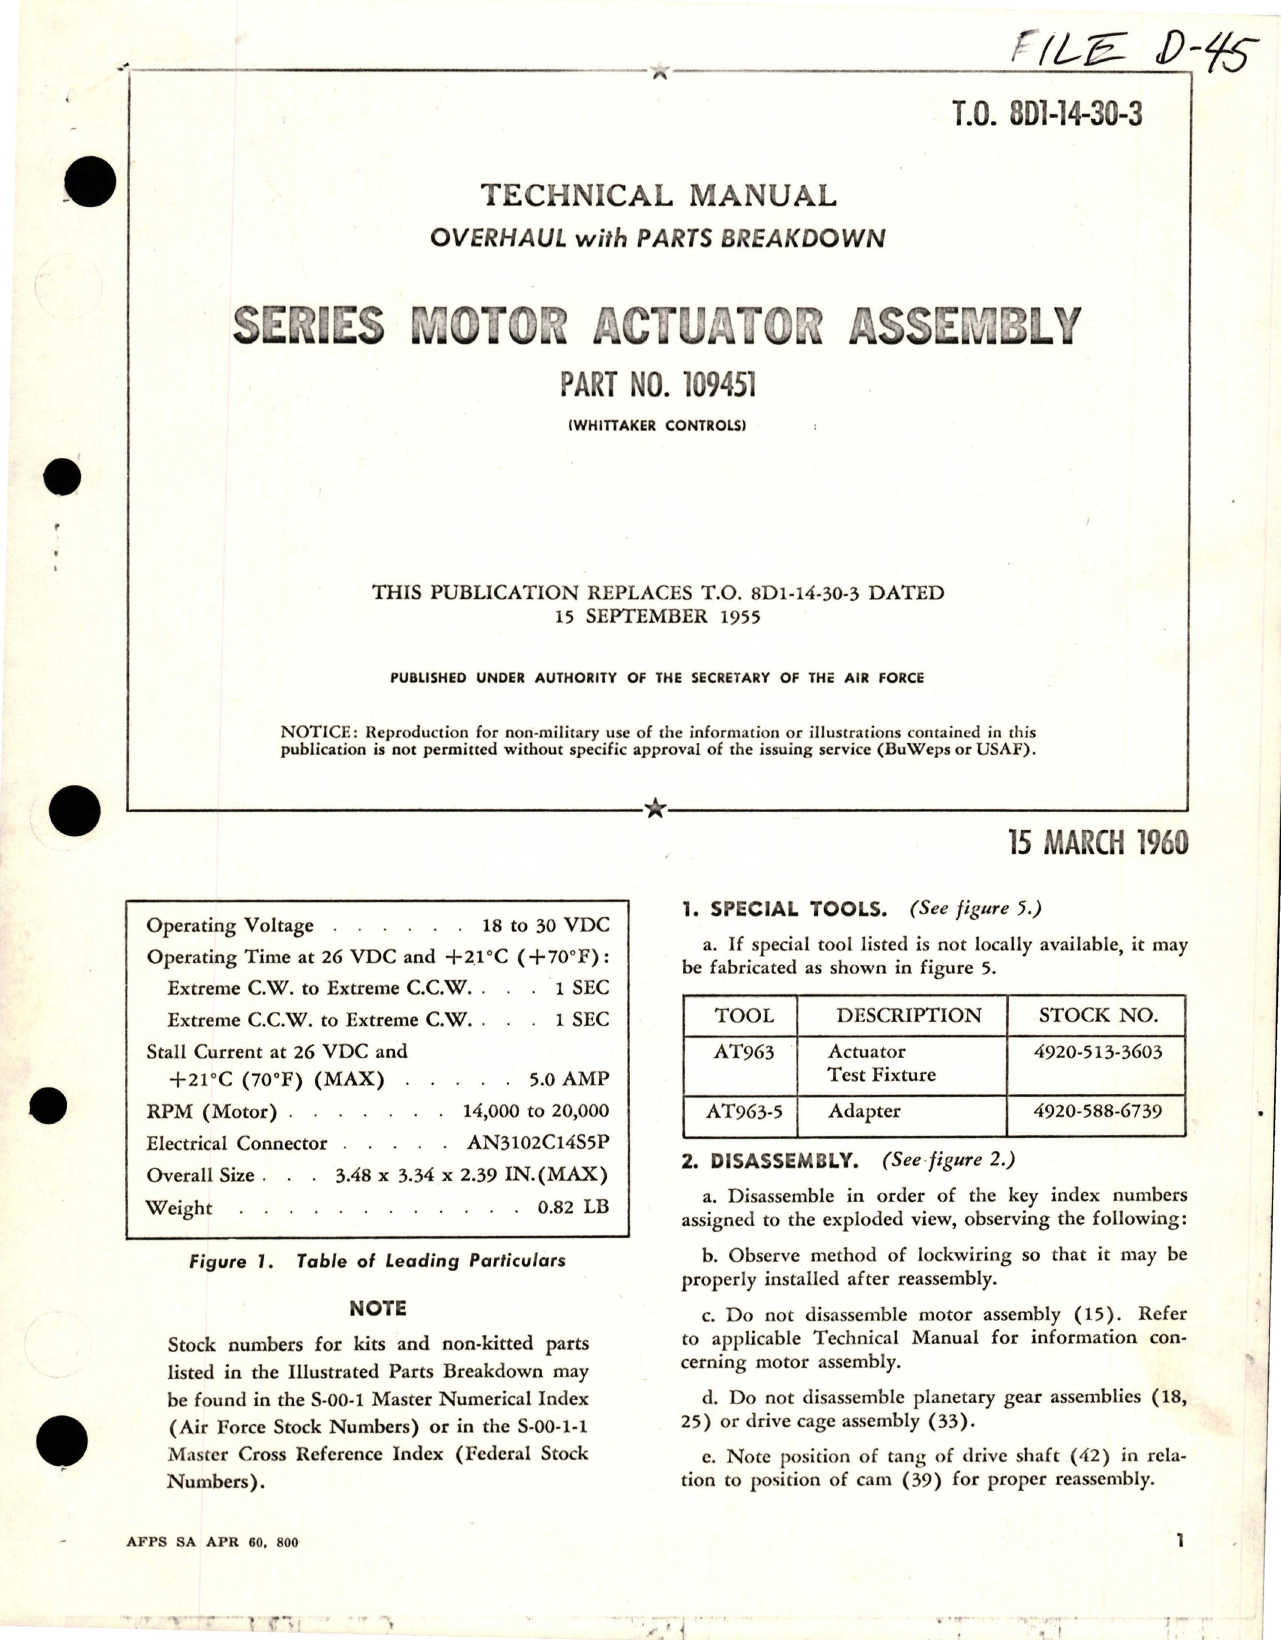 FILE D-45
T.O. 8D1-14-30-3
TECHNICAL MANUAL
OVERHAUL with PARTS BREAKDOWN
SERIES MOTOR ACTUATOR ASSEMBLY
PART NO. 109451
(WHITTAKER CONTROLS)
THIS PUBLICATION REPLACES T.O. 8D1-14-30-3 DATED
15 SEPTEMBER 1955
PUBLISHED UNDER AUTHORITY OF THE SECRETARY OF THE AIR FORCE
NOTICE: Reproduction for non-military use of the information or illustrations contained in this
publication is not permitted without specific approval of the issuing service (BuWeps or USAF).
15 MARCH 1960
Operating Voltage . . . . . . 18 to 30 VDC
Operating Time at 26 VDC and +21°C (+70°F):
Extreme C.W. to Extreme C.C.W. . . . 1 SEC
Extreme C.C.W. to Extreme C.W. . . . 1 SEC
Stall Current at 26 VDC and
+21°C (70°F) (MAX) . . . . . 5.0 AMP
RPM (Motor) . . . . . . . 14,000 to 20,000
Electrical Connector . . . . . AN3102C14S5P
Overall Size . . . 3.48 x 3.34 x 2.39 IN.(MAX)
Weight . . . . . . . . . . . . 0.82 LB
Figure 1. Table of Leading Particulars
NOTE
Stock numbers for kits and non-kitted parts
listed in the Illustrated Parts Breakdown may
be found in the S-00-1 Master Numerical Index
(Air Force Stock Numbers) or in the S-00-1-1
Master Cross Reference Index (Federal Stock
Numbers).
1. SPECIAL TOOLS. (See figure 5.)
a. If special tool listed is not locally available, it may
be fabricated as shown in figure 5.
TOOL DESCRIPTION STOCK NO.
AT963 Actuator 4920-513-3603
Test Fixture
AT963-5 Adapter 4920-588-6739
2. DISASSEMBLY. (See figure 2.)
a. Disassemble in order of the key index numbers
assigned to the exploded view, observing the following:
b. Observe method of lockwiring so that it may be
properly installed after reassembly.
c. Do not disassemble motor assembly (15). Refer
to applicable Technical Manual for information con-
cerning motor assembly.
d. Do not disassemble planetary gear assemblies (18,
25) or drive cage assembly (33).
e. Note position of tang of drive shaft (42) in rela-
tion to position of cam (39) for proper reassembly.
AFPS SA APR 60, 800
1